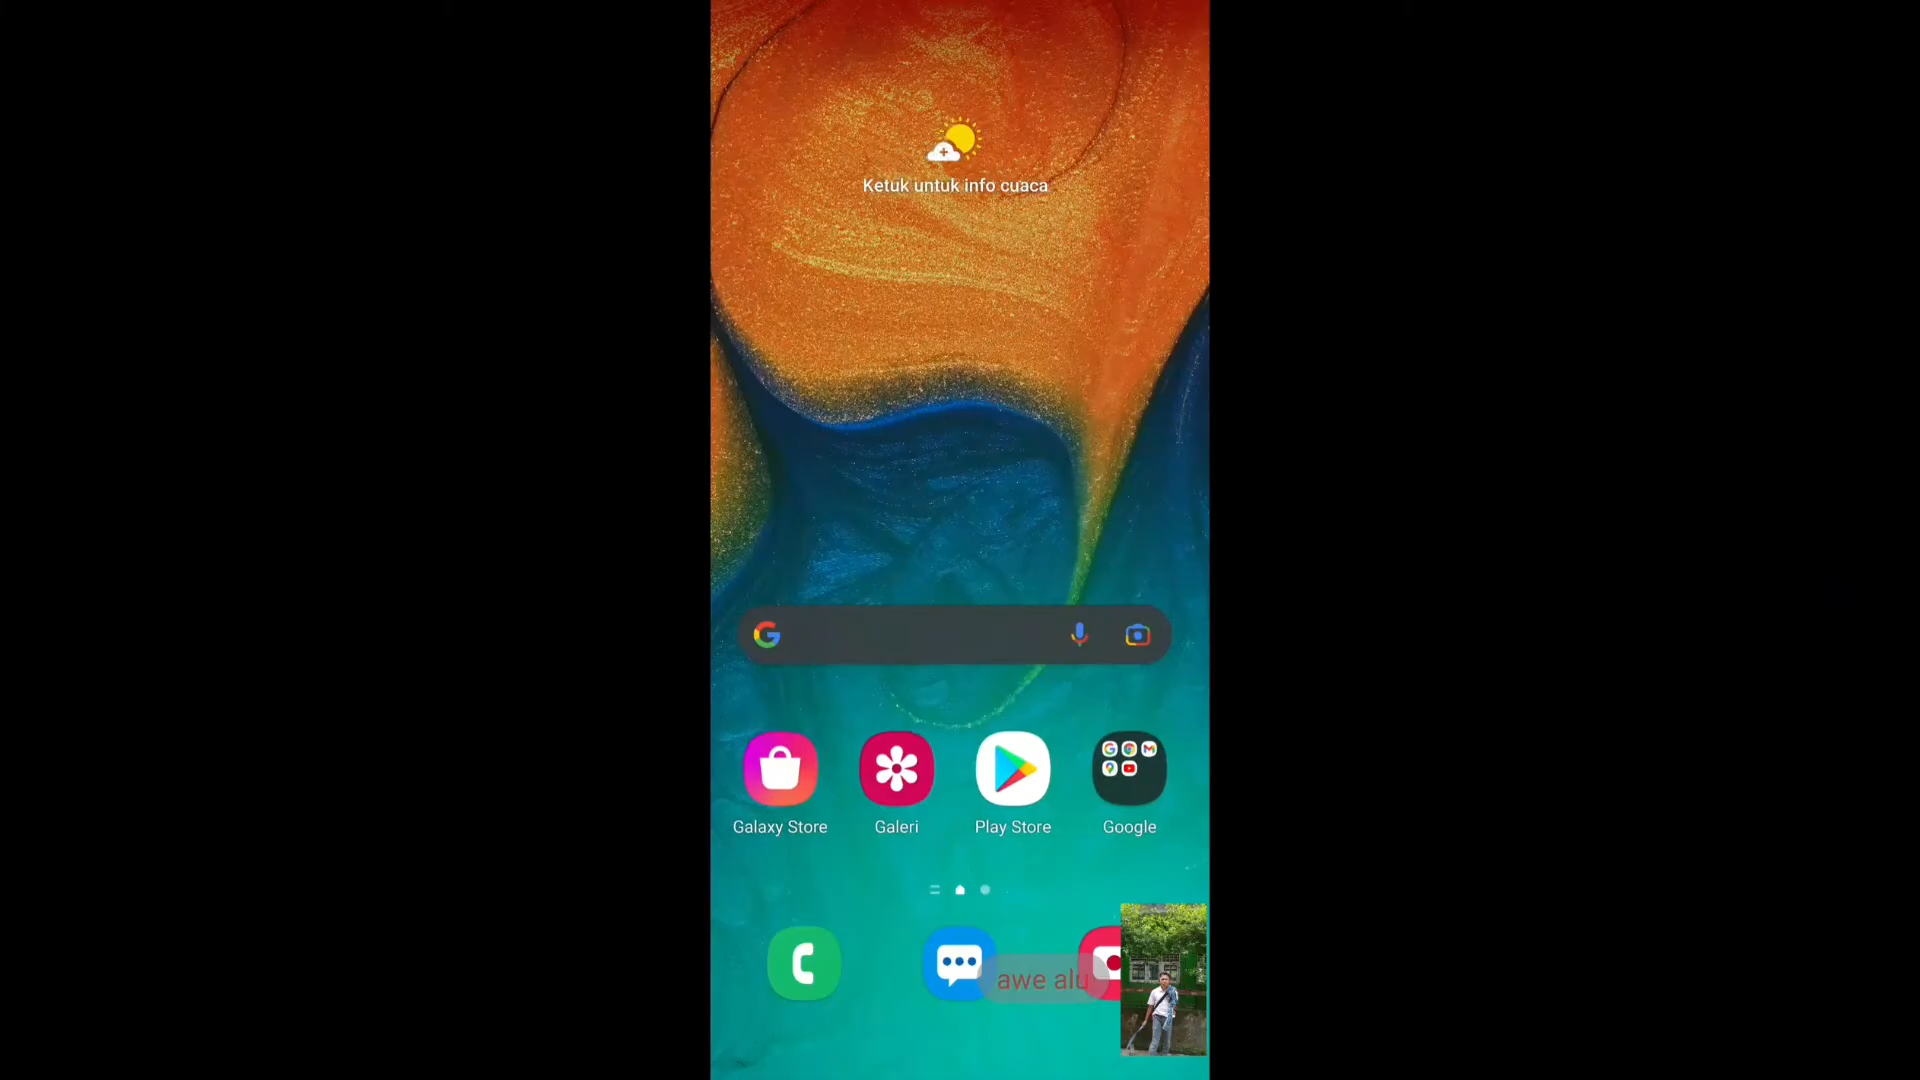 Ketuk untuk info cuaca
Galaxy Store
Galeri
Play Store
Google
awe alu